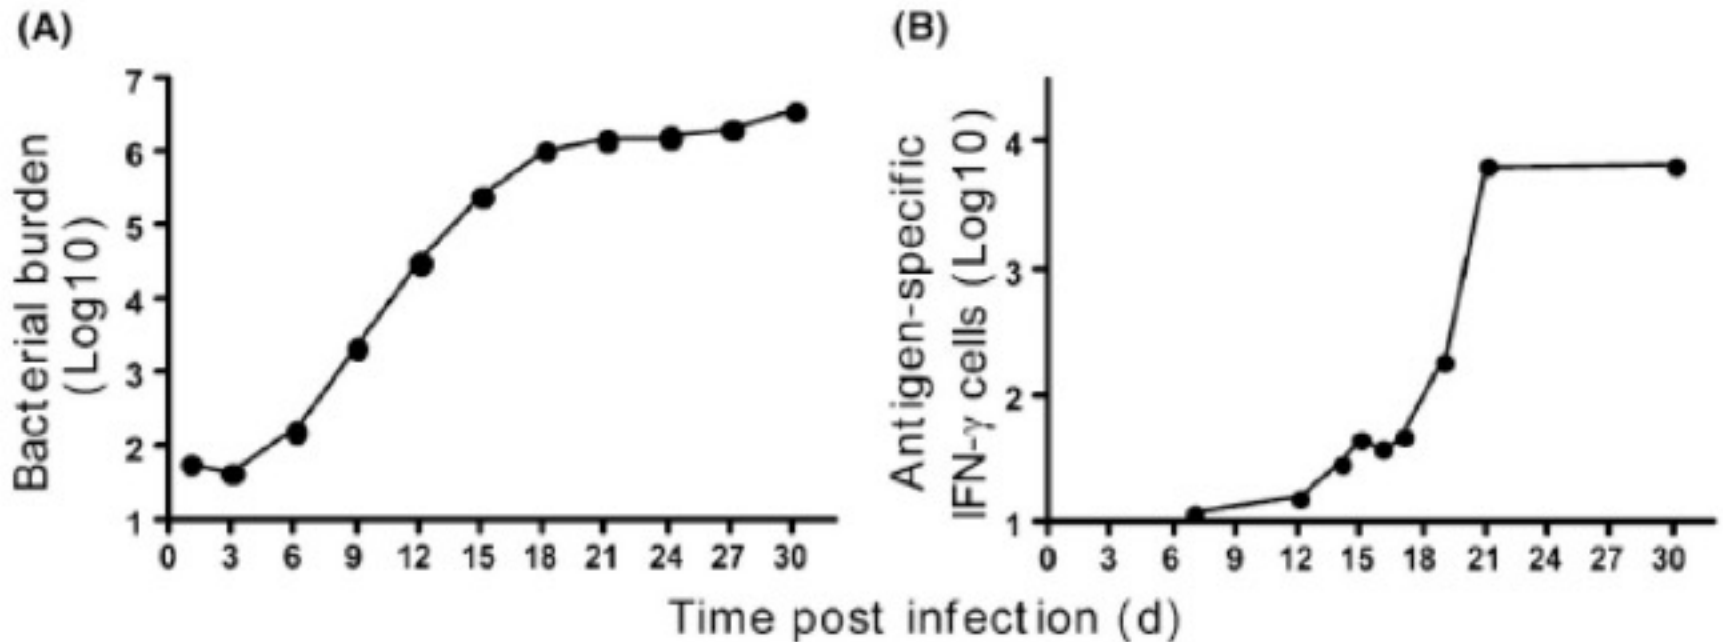 (A)
Bacterial burden
(Log10)
7
6
5
4
3
2
1
0 3 6 9 12 15 18 21 24 27 30
(B)
Antigen-specific
IFN-γ cells (Log10)
4
3
2
1
0 3 6 9 12 15 18 21 24 27 30
Time post infection (d)